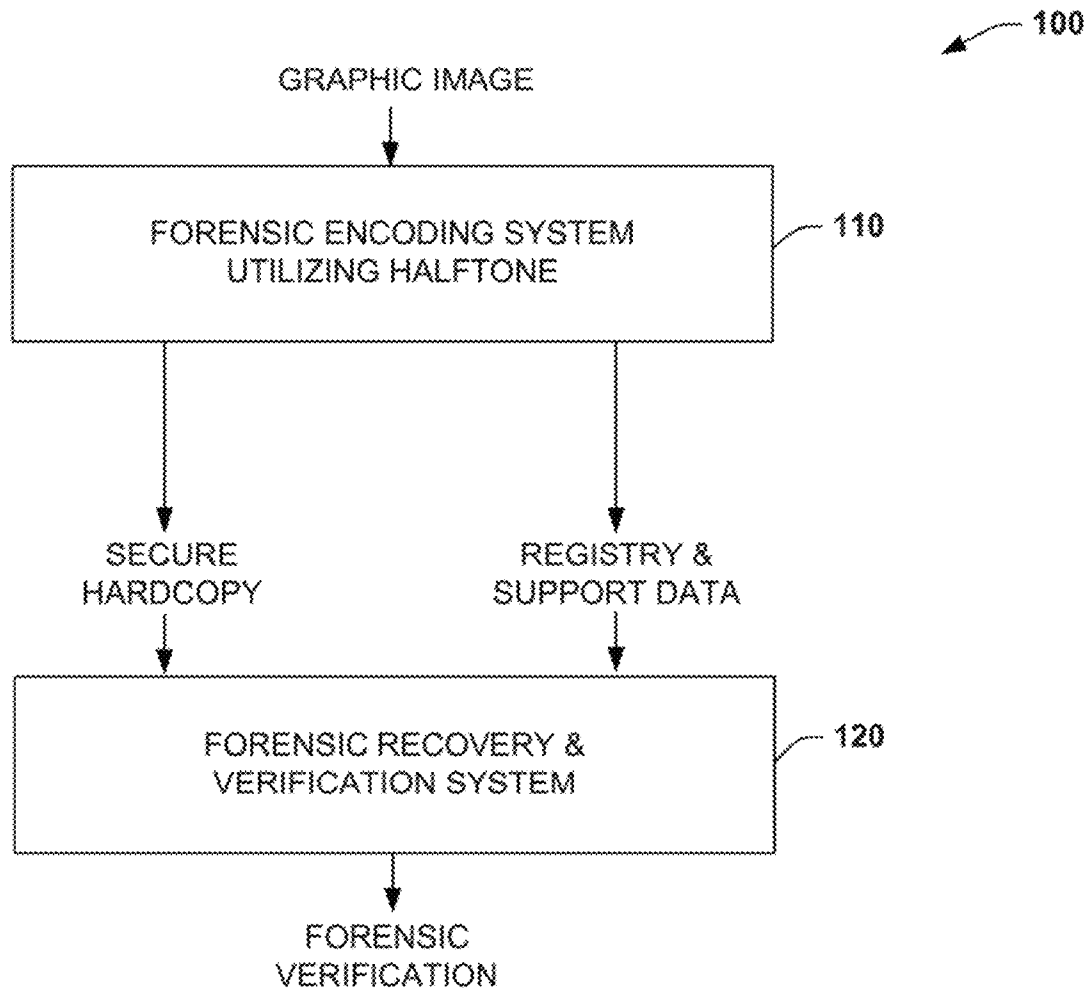 100
GRAPHIC IMAGE
FORENSIC ENCODING SYSTEM
UTILIZING HALFTONE
110
SECURE
HARDCOPY
REGISTRY &
SUPPORT DATA
FORENSIC RECOVERY &
VERIFICATION SYSTEM
120
FORENSIC
VERIFICATION